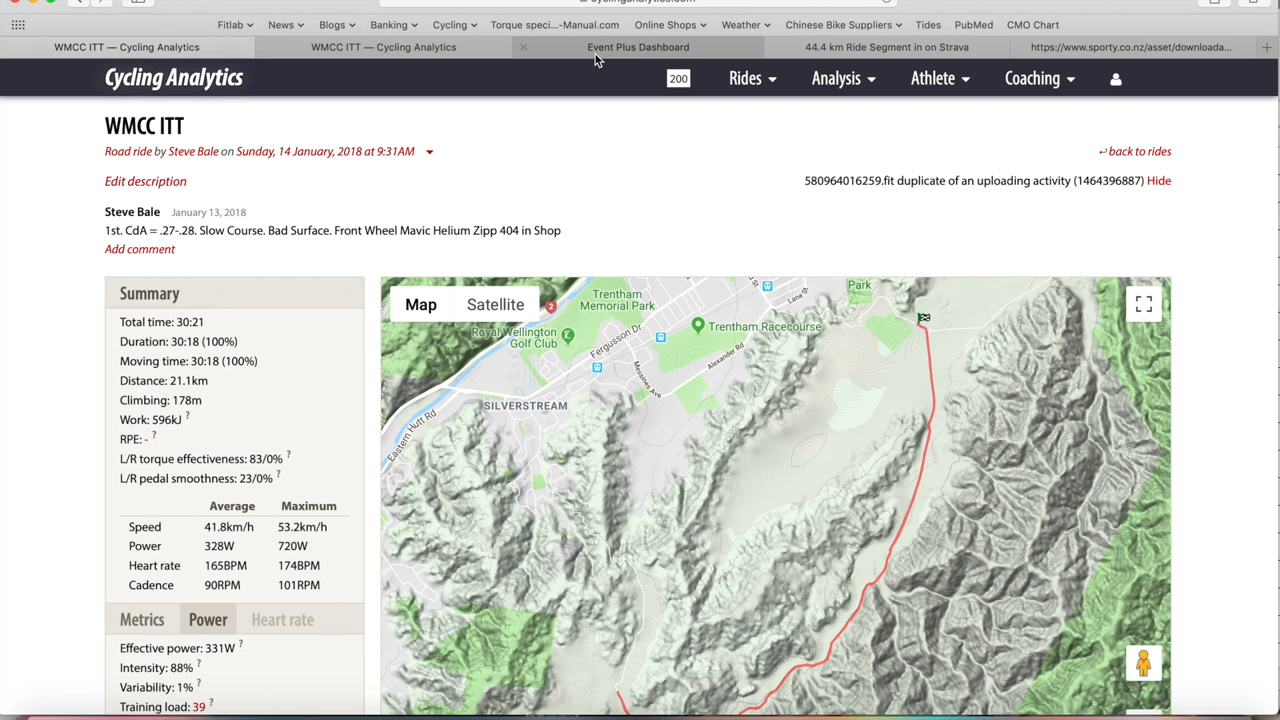 cyclinganalytics.com
Fitlab News Blogs Banking Cycling Torque speci...-Manual.com Online Shops Weather Chinese Bike Suppliers Tides PubMed CMO Chart
WMCC ITT — Cycling Analytics WMCC ITT — Cycling Analytics Event Plus Dashboard 44.4 km Ride Segment in on Strava https://www.sporty.co.nz/asset/downloada...
Cycling Analytics 200 Rides Analysis Athlete Coaching
WMCC ITT
Road ride by Steve Bale on Sunday, 14 January, 2018 at 9:31AM back to rides
Edit description 580964016259.fit duplicate of an uploading activity (1464396887) Hide
Steve Bale January 13, 2018
1st. CdA = .27-.28. Slow Course. Bad Surface. Front Wheel Mavic Helium Zipp 404 in Shop
Add comment
Summary
Total time: 30:21
Duration: 30:18 (100%)
Moving time: 30:18 (100%)
Distance: 21.1km
Climbing: 178m
Work: 596kJ ?
RPE: - ?
L/R torque effectiveness: 83/0% ?
L/R pedal smoothness: 23/0% ?
Average Maximum
Speed 41.8km/h 53.2km/h
Power 328W 720W
Heart rate 165BPM 174BPM
Cadence 90RPM 101RPM
Metrics Power Heart rate
Effective power: 331W ?
Intensity: 88% ?
Variability: 1% ?
Training load: 39 ?
Map Satellite
2
Trentham
Memorial Park
Lane St
Park
Royal Wellington
Golf Club
Fergusson Dr
Trentham Racecourse
Alexander Rd
Messines Ave
SILVERSTREAM
Eastern Hutt Rd